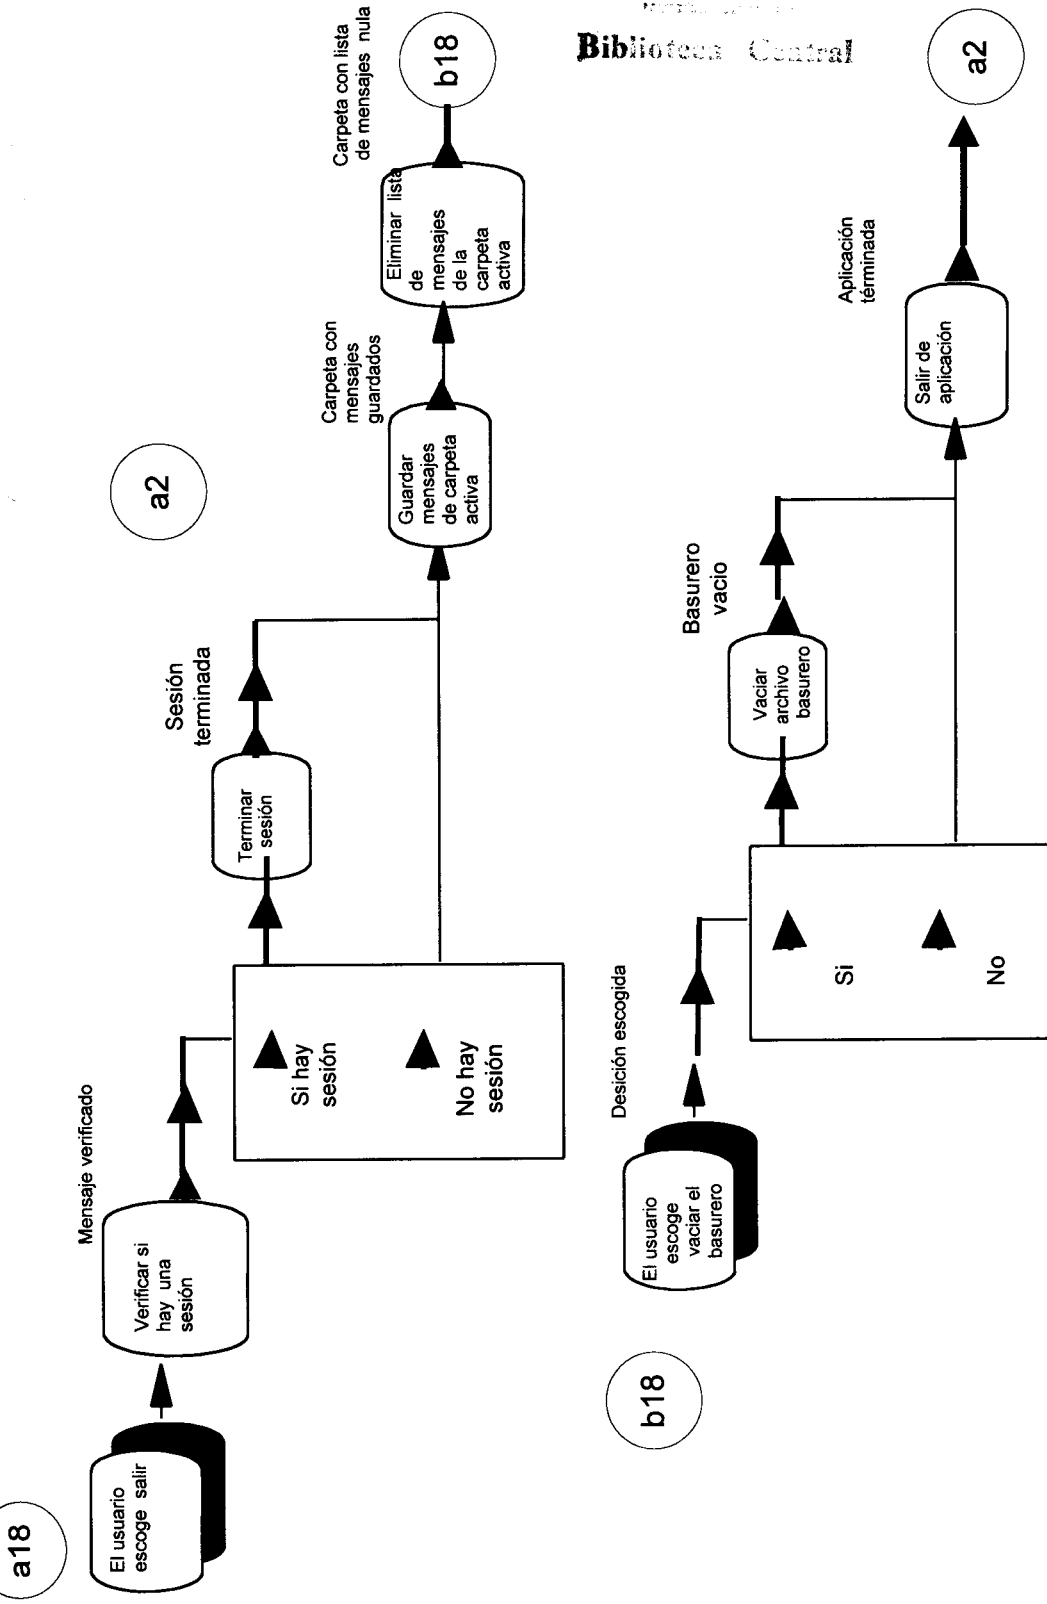 a18
El usuario
escoge salir
Verificar si
hay una
sesión
Mensaje verificado
Si hay
sesión
No hay
sesión
Terminar
sesión
Sesión
terminada
a2
Guardar
mensajes
de carpeta
activa
Carpeta con
mensajes
guardados
Eliminar lista
de mensajes
de la
carpeta
activa
Carpeta con lista
de mensajes nula
b18
Biblioteca Central
b18
El usuario
escoge
vaciar el
basurero
Desición escogida
Si
No
Vaciar
archivo
basurero
Basurero
vacio
Salir de
aplicación
Aplicación
términada
a2